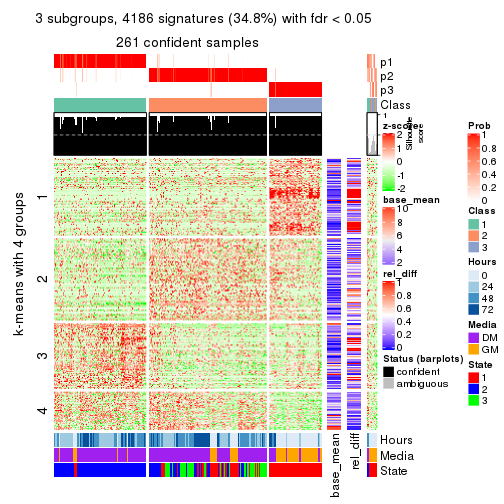 3 subgroups, 4186 signatures (34.8%) with fdr < 0.05
261 confident samples
p1
p2
p3
Class
1
Silhouette
score
k-means with 4 groups
1
2
3
4
Hours
Media
State
base_mean
rel_diff
z-score
2
1
0
-1
-2
base_mean
10
8
6
4
2
rel_diff
1
0.8
0.6
0.4
0.2
0
Status (barplots)
confident
ambiguous
Prob
1
0.8
0.6
0.4
0.2
0
Class
1
2
3
Hours
0
24
48
72
Media
DM
GM
State
1
2
3